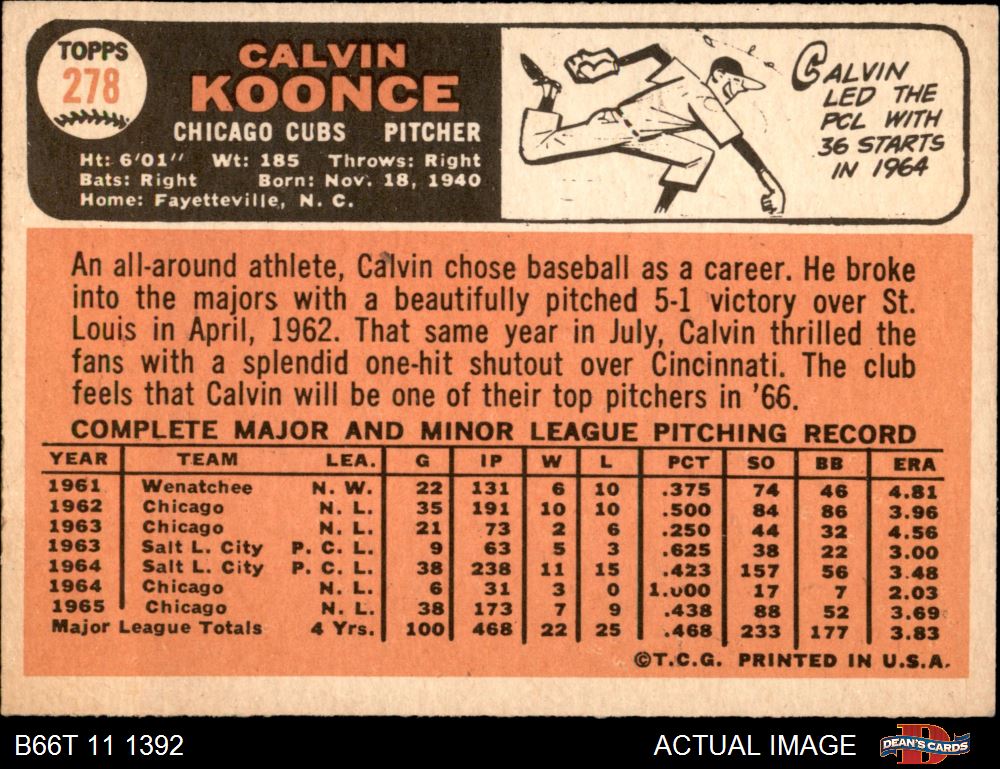 TOPPS
278
CALVIN
KOONCE
CHICAGO CUBS PITCHER
Ht: 6'01" Wt: 185 Throws: Right
Bats: Right Born: Nov. 18, 1940
Home: Fayetteville, N. C.
CALVIN
LED THE
PCL WITH
36 STARTS
IN 1964
An all-around athlete, Calvin chose baseball as a career. He broke
into the majors with a beautifully pitched 5-1 victory over St.
Louis in April, 1962. That same year in July, Calvin thrilled the
fans with a splendid one-hit shutout over Cincinnati. The club
feels that Calvin will be one of their top pitchers in '66.
COMPLETE MAJOR AND MINOR LEAGUE PITCHING RECORD
YEAR TEAM LEA. G IP W L PCT SO BB ERA
1961 Wenatchee N. W. 22 131 6 10 .375 74 46 4.81
1962 Chicago N. L. 35 191 10 10 .500 84 86 3.96
1963 Chicago N. L. 21 73 2 6 .250 44 32 4.56
1963 Salt L. City P. C. L. 9 63 5 3 .625 38 22 3.00
1964 Salt L. City P. C. L. 38 238 11 15 .423 157 56 3.48
1964 Chicago N. L. 6 31 3 0 1.000 17 7 2.03
1965 Chicago N. L. 38 173 7 9 .438 88 52 3.69
Major League Totals 4 Yrs. 100 468 22 25 .468 233 177 3.83
©T.C.G. PRINTED IN U.S.A.
B66T 11 1392 ACTUAL IMAGE DEAN'S CARDS